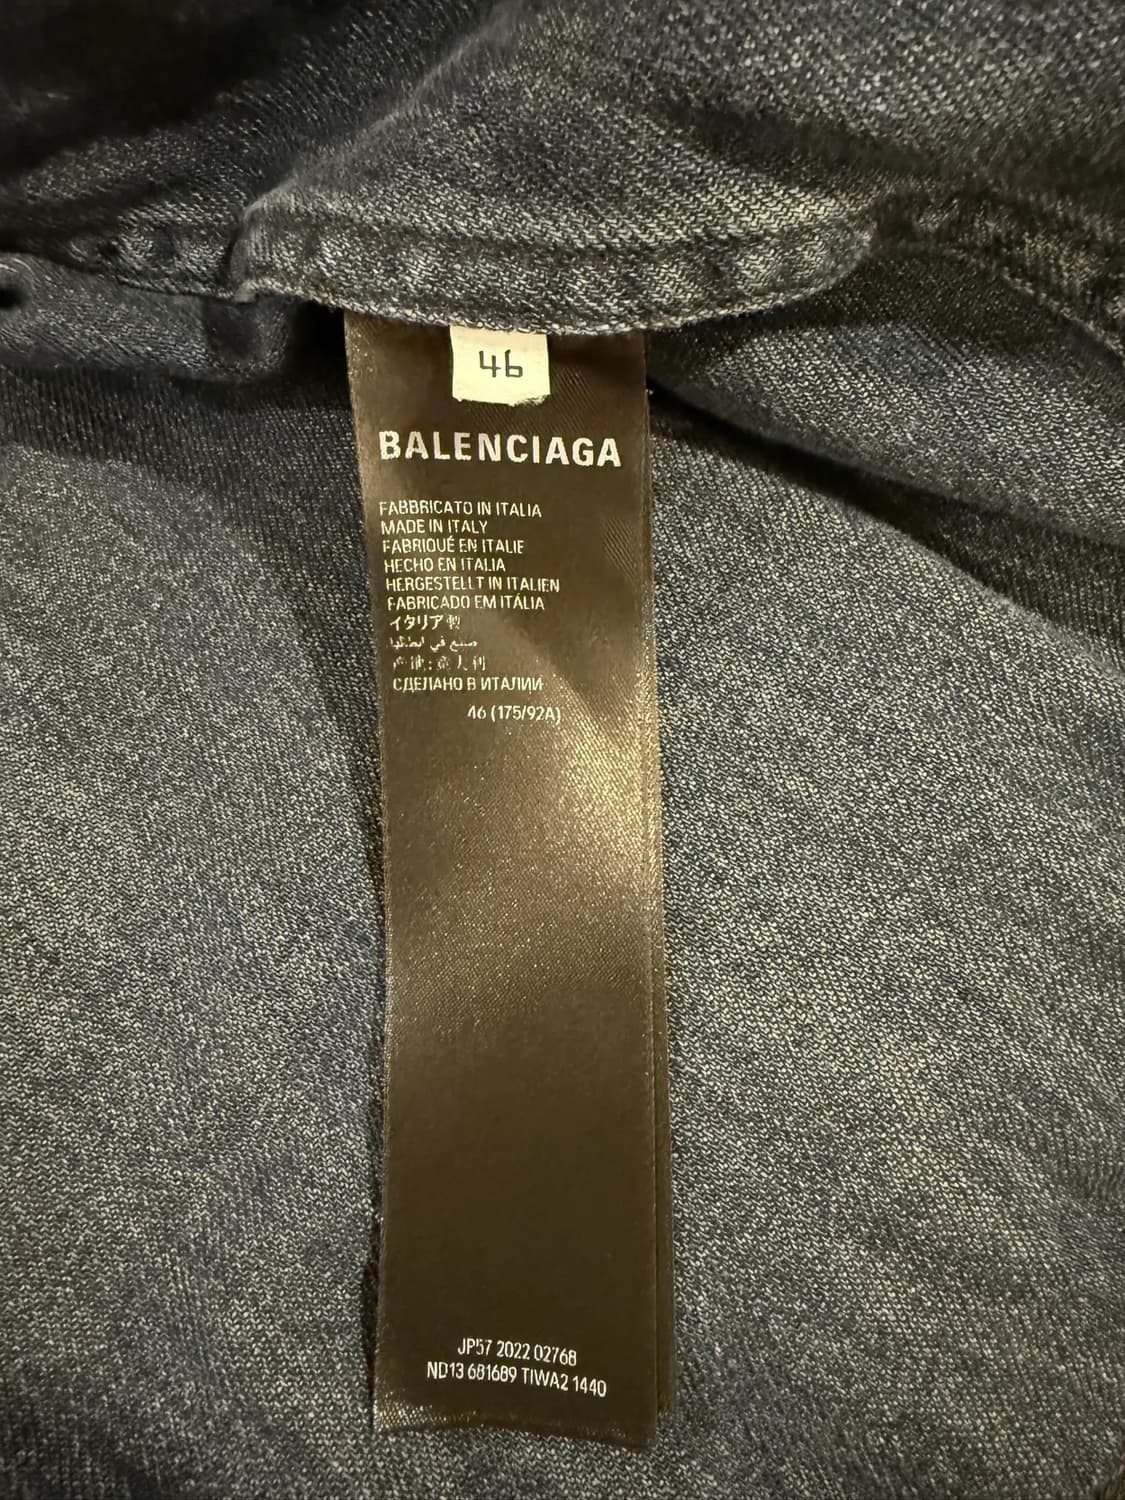 46
BALENCIAGA
FABBRICATO IN ITALIA
MADE IN ITALY
FABRIQUÉ EN ITALIE
HECHO EN ITALIA
HERGESTELLT IN ITALIEN
FABRICADO EM ITÁLIA
イタリア製
صنع في ايطاليا
产地:意大利
СДЕЛАНО В ИТАЛИИ
46 (175/92A)
JP57 2022 02768
ND13 681689 TIWA2 1440